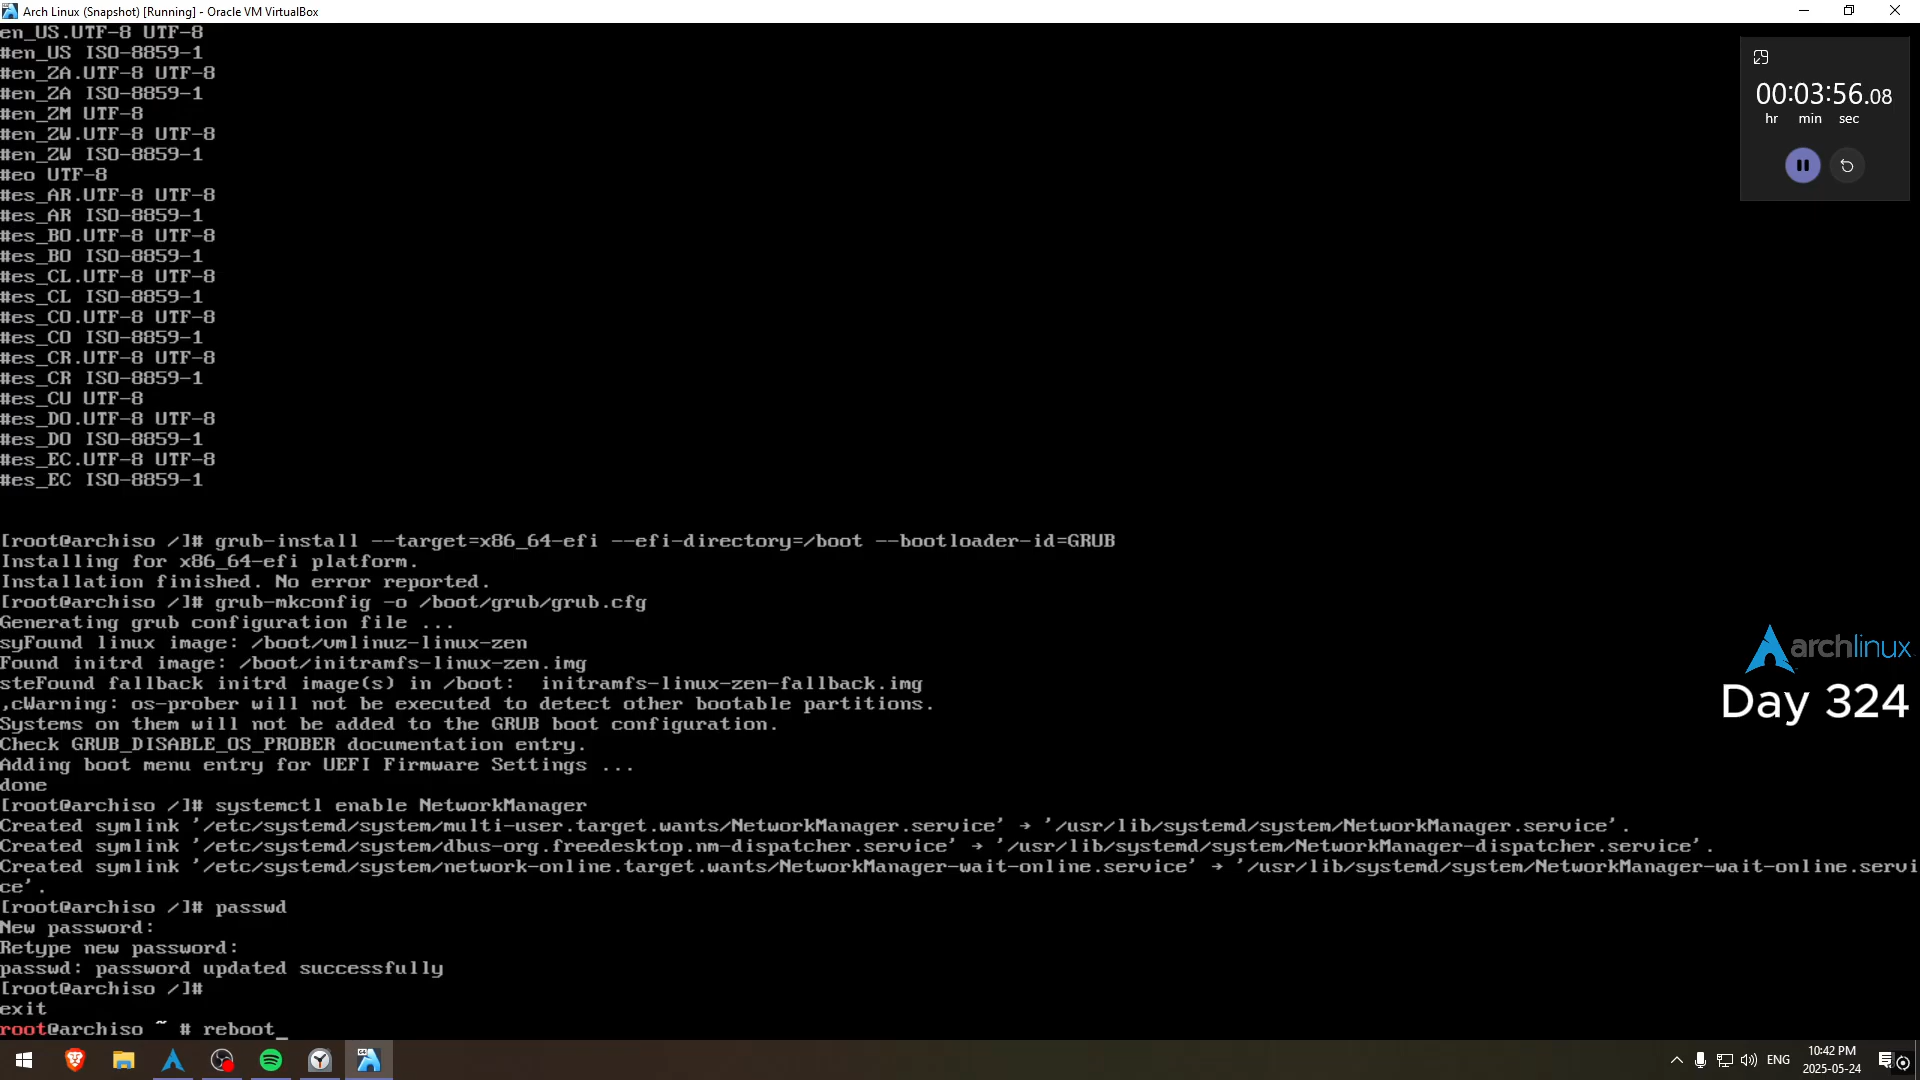 Arch Linux (Snapshot) [Running] - Oracle VM VirtualBox
en_US.UTF-8 UTF-8
#en_US ISO-8859-1
#en_ZA.UTF-8 UTF-8
#en_ZA ISO-8859-1
#en_ZM UTF-8
#en_ZW.UTF-8 UTF-8
#en_ZW ISO-8859-1
#eo UTF-8
#es_AR.UTF-8 UTF-8
#es_AR ISO-8859-1
#es_BO.UTF-8 UTF-8
#es_BO ISO-8859-1
#es_CL.UTF-8 UTF-8
#es_CL ISO-8859-1
#es_CO.UTF-8 UTF-8
#es_CO ISO-8859-1
#es_CR.UTF-8 UTF-8
#es_CR ISO-8859-1
#es_CU UTF-8
#es_DO.UTF-8 UTF-8
#es_DO ISO-8859-1
#es_EC.UTF-8 UTF-8
#es_EC ISO-8859-1
[root@archiso /]# grub-install --target=x86_64-efi --efi-directory=/boot --bootloader-id=GRUB
Installing for x86_64-efi platform.
Installation finished. No error reported.
[root@archiso /]# grub-mkconfig -o /boot/grub/grub.cfg
Generating grub configuration file ...
syFound linux image: /boot/vmlinuz-linux-zen
Found initrd image: /boot/initramfs-linux-zen.img
steFound fallback initrd image(s) in /boot:  initramfs-linux-zen-fallback.img
,cWarning: os-prober will not be executed to detect other bootable partitions.
Systems on them will not be added to the GRUB boot configuration.
Check GRUB_DISABLE_OS_PROBER documentation entry.
Adding boot menu entry for UEFI Firmware Settings ...
done
[root@archiso /]# systemctl enable NetworkManager
Created symlink '/etc/systemd/system/multi-user.target.wants/NetworkManager.service' → '/usr/lib/systemd/system/NetworkManager.service'.
Created symlink '/etc/systemd/system/dbus-org.freedesktop.nm-dispatcher.service' → '/usr/lib/systemd/system/NetworkManager-dispatcher.service'.
Created symlink '/etc/systemd/system/network-online.target.wants/NetworkManager-wait-online.service' → '/usr/lib/systemd/system/NetworkManager-wait-online.servi
ce'.
[root@archiso /]# passwd
New password:
Retype new password:
passwd: password updated successfully
[root@archiso /]#
exit
root@archiso ~ # reboot_
00:03:56.08
hr min sec
archlinux
Day 324
ENG
10:42 PM
2025-05-24